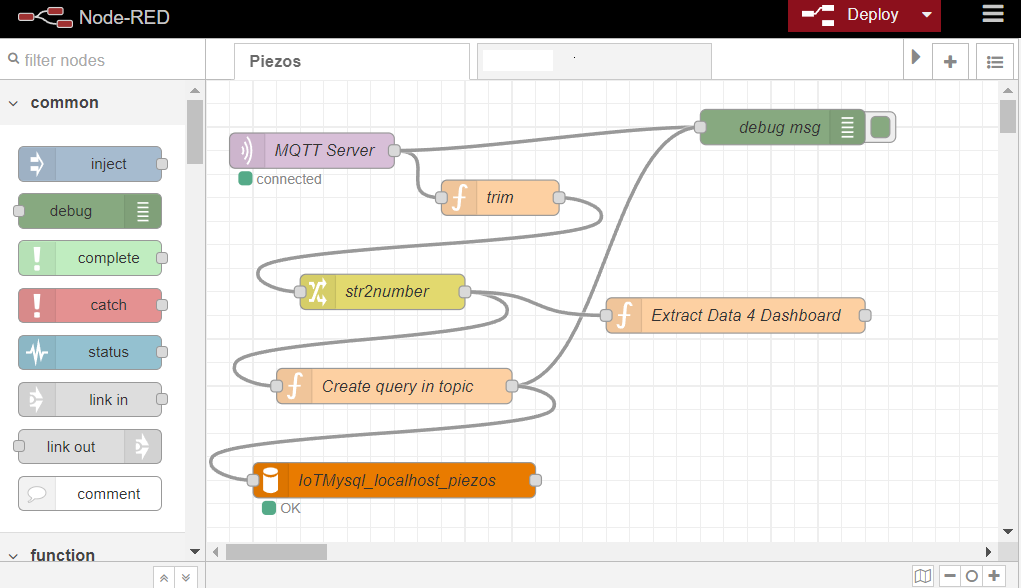 Node-RED
Deploy
filter nodes
Piezos
common
inject
debug
complete
catch
status
link in
link out
comment
function
MQTT Server
connected
debug msg
trim
str2number
Extract Data 4 Dashboard
Create query in topic
IoTMysql_localhost_piezos
OK